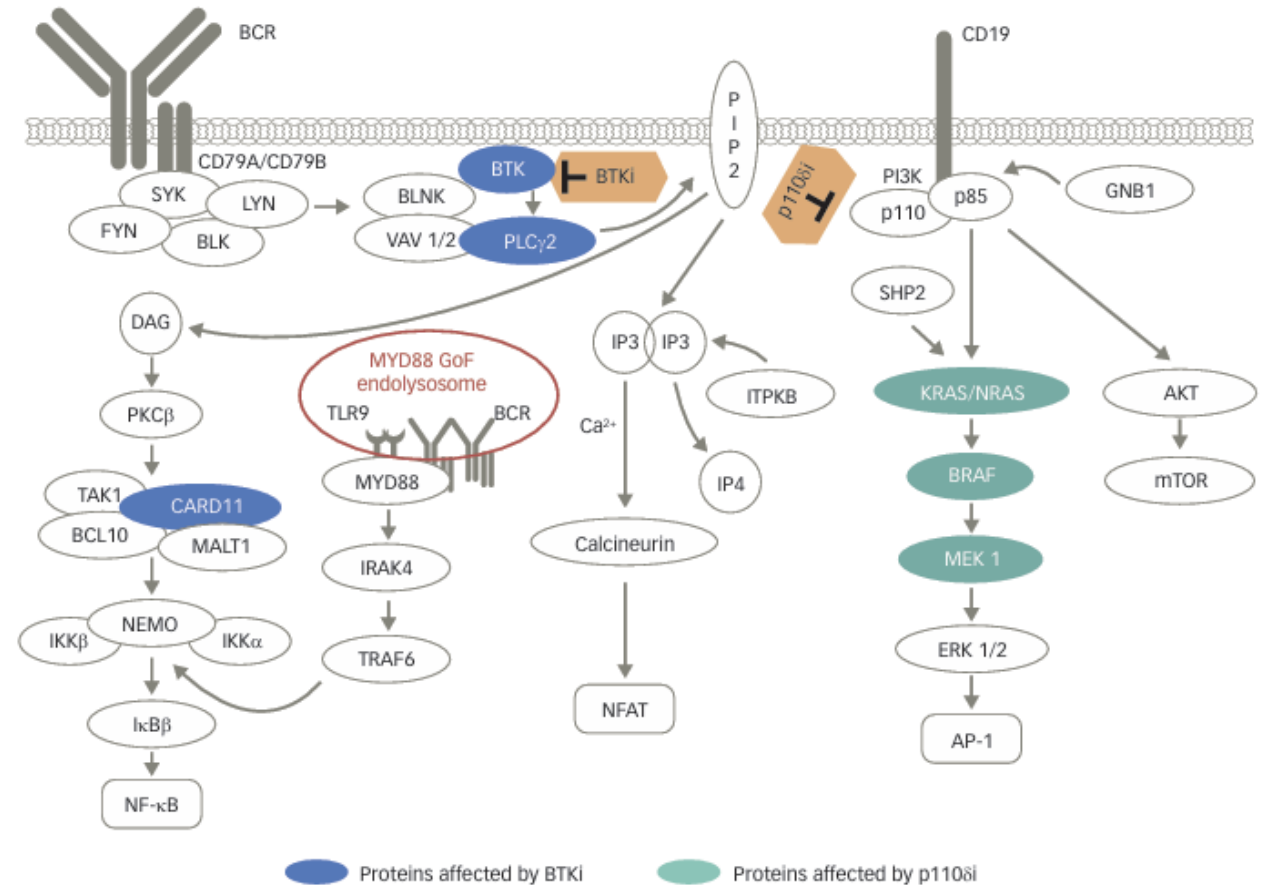 BCR
CD19
P
I
P
2
CD79A/CD79B
SYK
LYN
FYN
BLK
BLNK
BTK
BTKi
VAV 1/2
PLCγ2
p110δi
PI3K
p110
p85
GNB1
SHP2
DAG
PKCβ
TAK1
CARD11
BCL10
MALT1
NEMO
IKKβ
IKKα
IκBβ
NF-κB
MYD88 GoF
endolysosome
TLR9
BCR
MYD88
IRAK4
TRAF6
IP3
IP3
ITPKB
Ca²⁺
IP4
Calcineurin
NFAT
KRAS/NRAS
BRAF
MEK 1
ERK 1/2
AP-1
AKT
mTOR
Proteins affected by BTKi
Proteins affected by p110δi